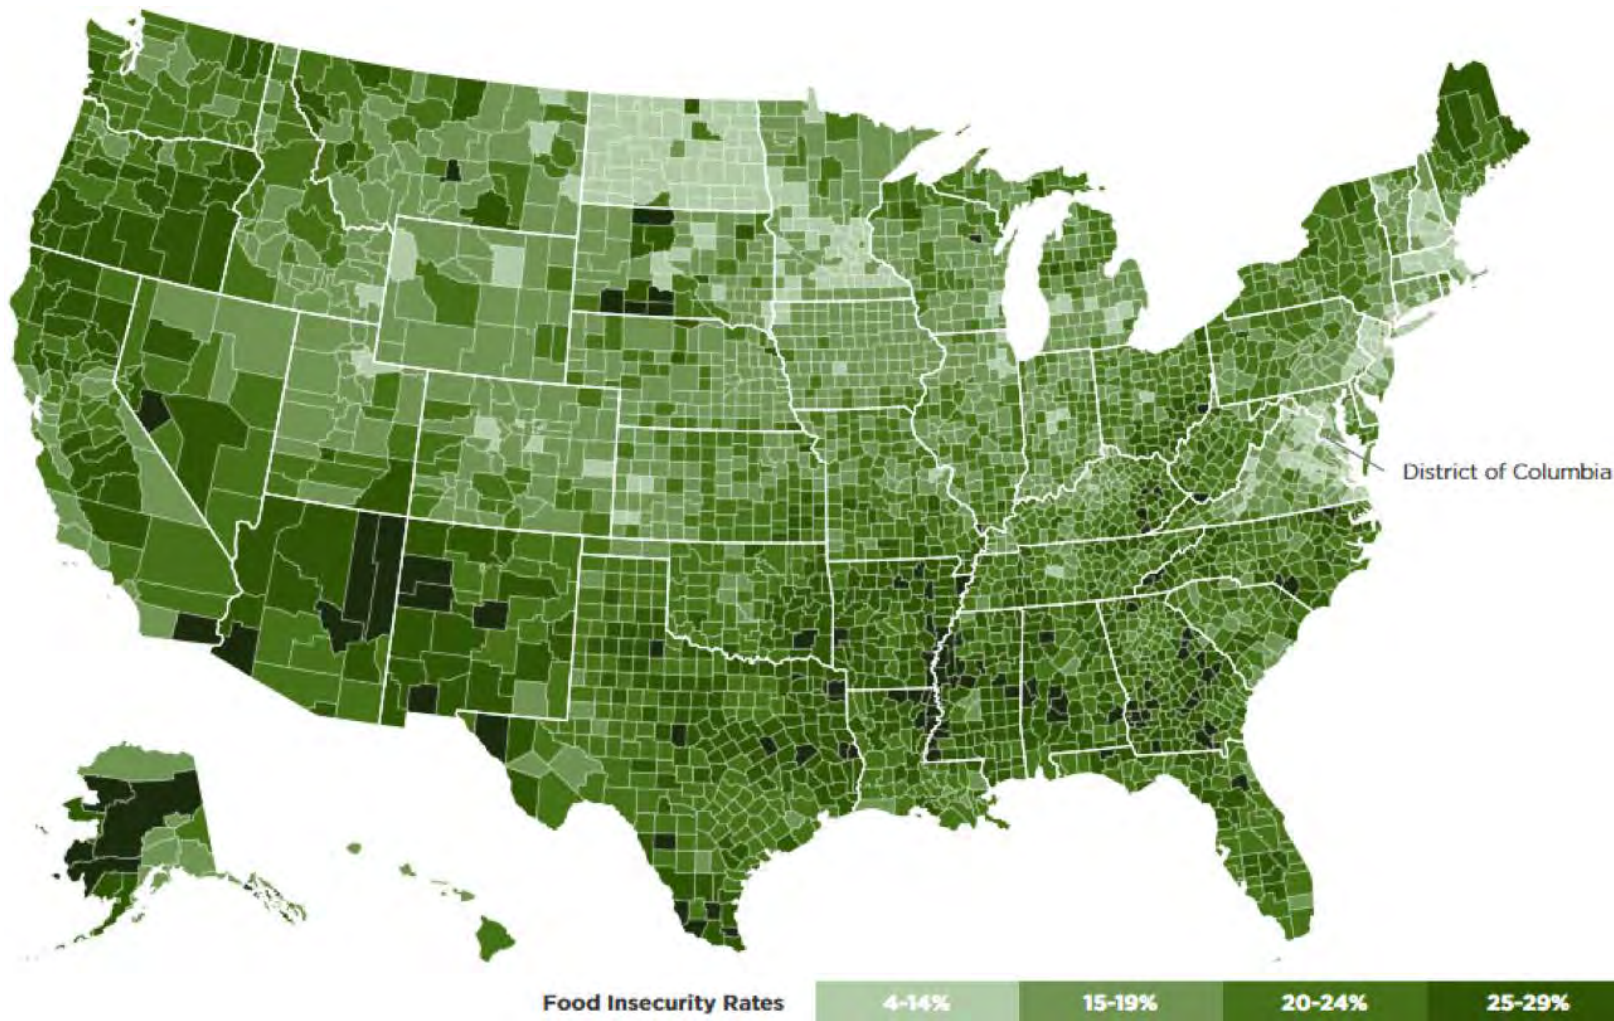 District of Columbia
Food Insecurity Rates 4-14% 15-19% 20-24% 25-29%